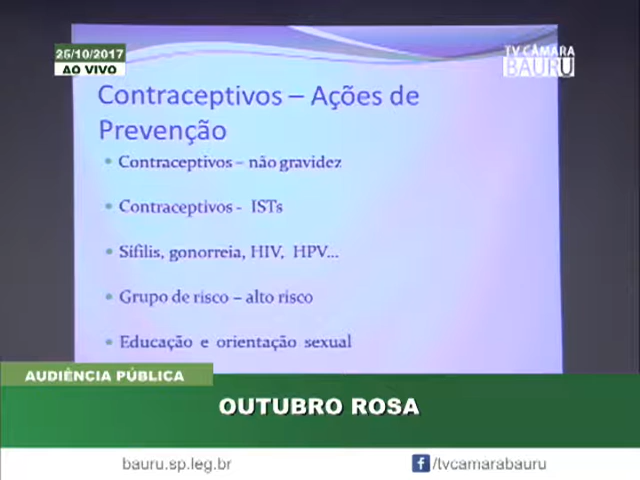 25/10/2017
AO VIVO
TV CÂMARA
BAURU
Contraceptivos – Ações de
Prevenção
• Contraceptivos – não gravidez
• Contraceptivos - ISTs
• Sífilis, gonorreia, HIV, HPV...
• Grupo de risco – alto risco
• Educação e orientação sexual
AUDIÊNCIA PÚBLICA
OUTUBRO ROSA
bauru.sp.leg.br
/tvcamarabauru